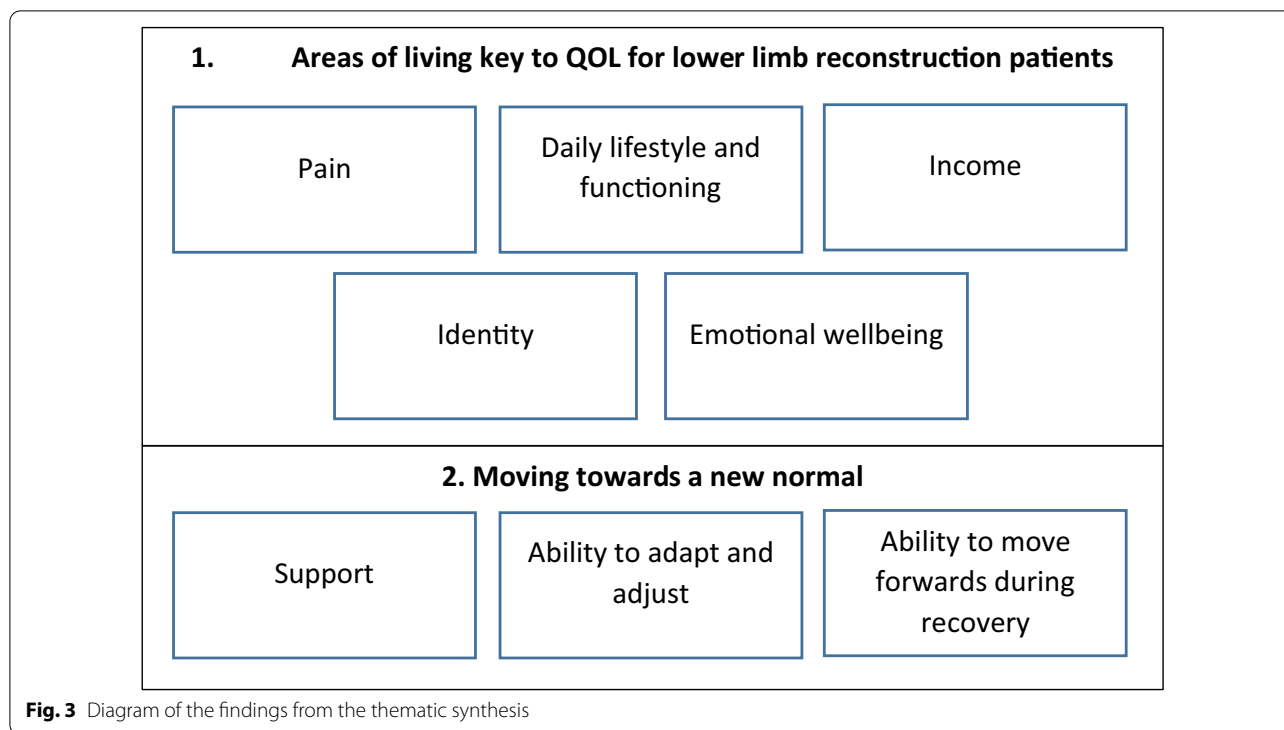 1. Areas of living key to QOL for lower limb reconstruction patients
Pain
Daily lifestyle and
functioning
Income
Identity
Emotional wellbeing
2. Moving towards a new normal
Support
Ability to adapt and
adjust
Ability to move
forwards during
recovery
Fig. 3 Diagram of the findings from the thematic synthesis